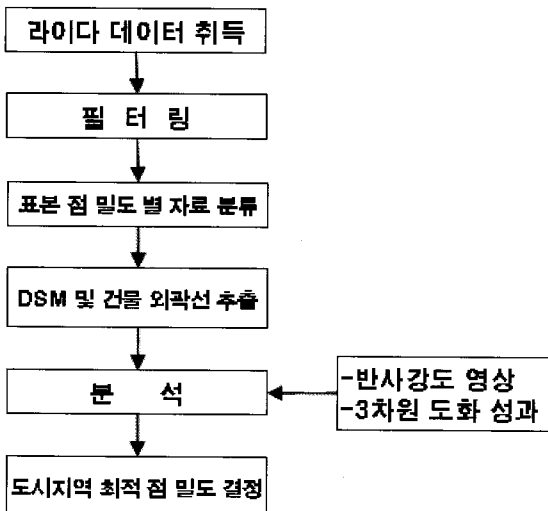 라이다 데이터 취득
필 터 링
표본 점 밀도 별 자료 분류
DSM 및 건물 외곽선 추출
분 석
-반사강도 영상
-3차원 도화 성과
도시지역 최적 점 밀도 결정